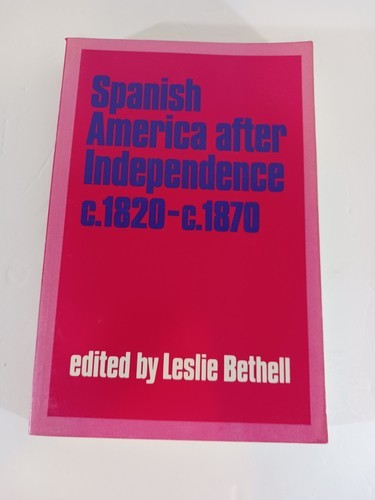 Spanish
America after
Independence
c.1820-c.1870
edited by Leslie Bethell